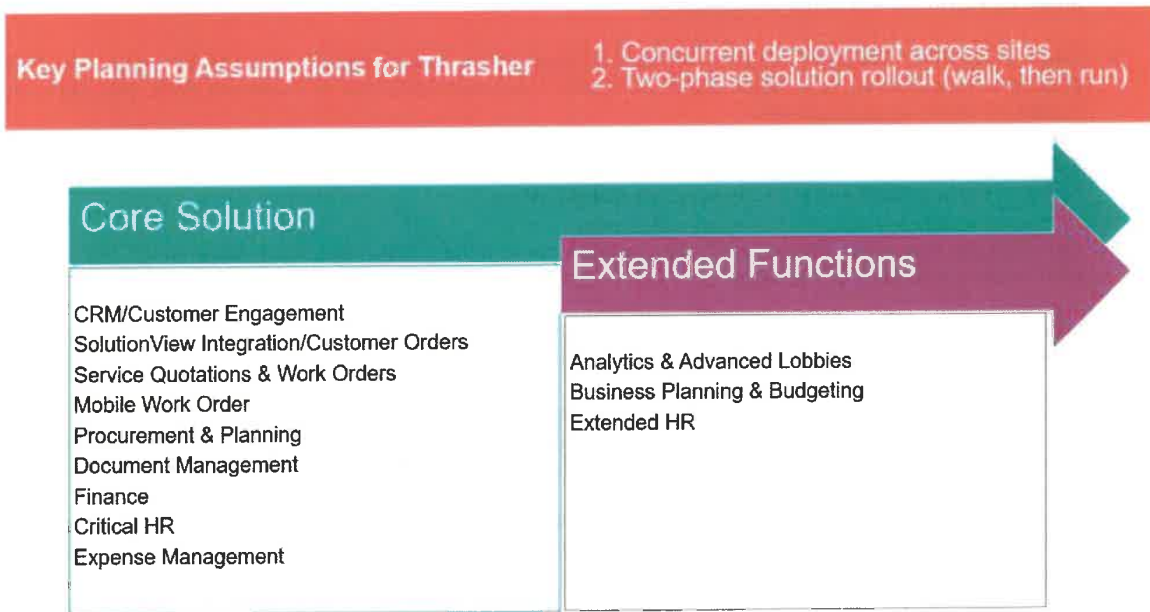 Key Planning Assumptions for Thrasher
1. Concurrent deployment across sites
2. Two-phase solution rollout (walk, then run)
Core Solution
CRM/Customer Engagement
SolutionView Integration/Customer Orders
Service Quotations & Work Orders
Mobile Work Order
Procurement & Planning
Document Management
Finance
Critical HR
Expense Management
Extended Functions
Analytics & Advanced Lobbies
Business Planning & Budgeting
Extended HR